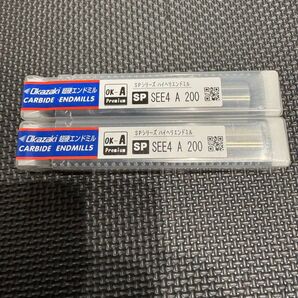 Okazaki 超硬エンドミル
CARBIDE ENDMILLS
OK-A
Premium
SPシリーズ ハイヘリエンドミル
SP SEE4 A 200
Okazaki 超硬エンドミル
CARBIDE ENDMILLS
OK-A
Premium
SPシリーズ ハイヘリエンドミル
SP SEE4 A 200